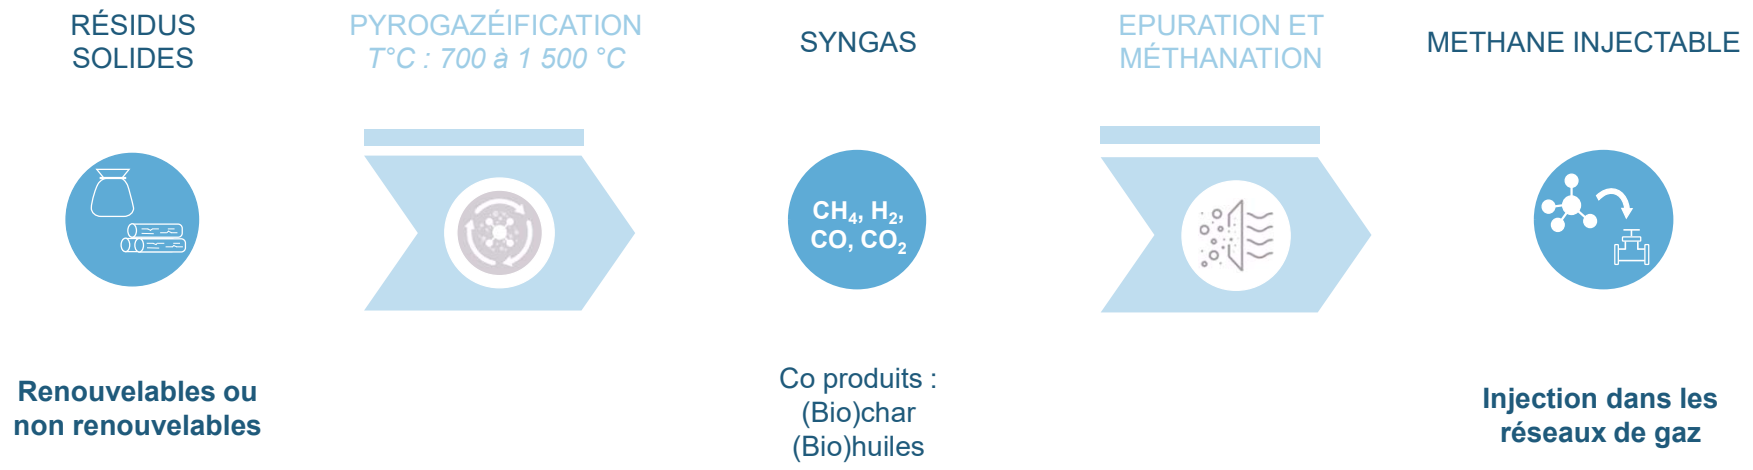 RÉSIDUS
SOLIDES
PYROGAZÉIFICATION
T°C : 700 à 1 500 °C
SYNGAS
EPURATION ET
MÉTHANATION
METHANE INJECTABLE
CH₄, H₂,
CO, CO₂
Renouvelables ou
non renouvelables
Co produits :
(Bio)char
(Bio)huiles
Injection dans les
réseaux de gaz